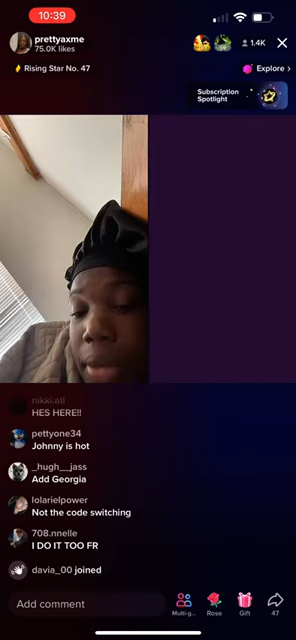 10:39
prettyaxme
75.0K likes
1.4K
Rising Star No. 47
Explore >
Subscription
Spotlight
nikki.atl
HES HERE!!
pettyone34
Johnny is hot
_hugh__jass
Add Georgia
lolarielpower
Not the code switching
708.nnelle
I DO IT TOO FR
davia_00 joined
Add comment
Multi-g...
Rose
Gift
47